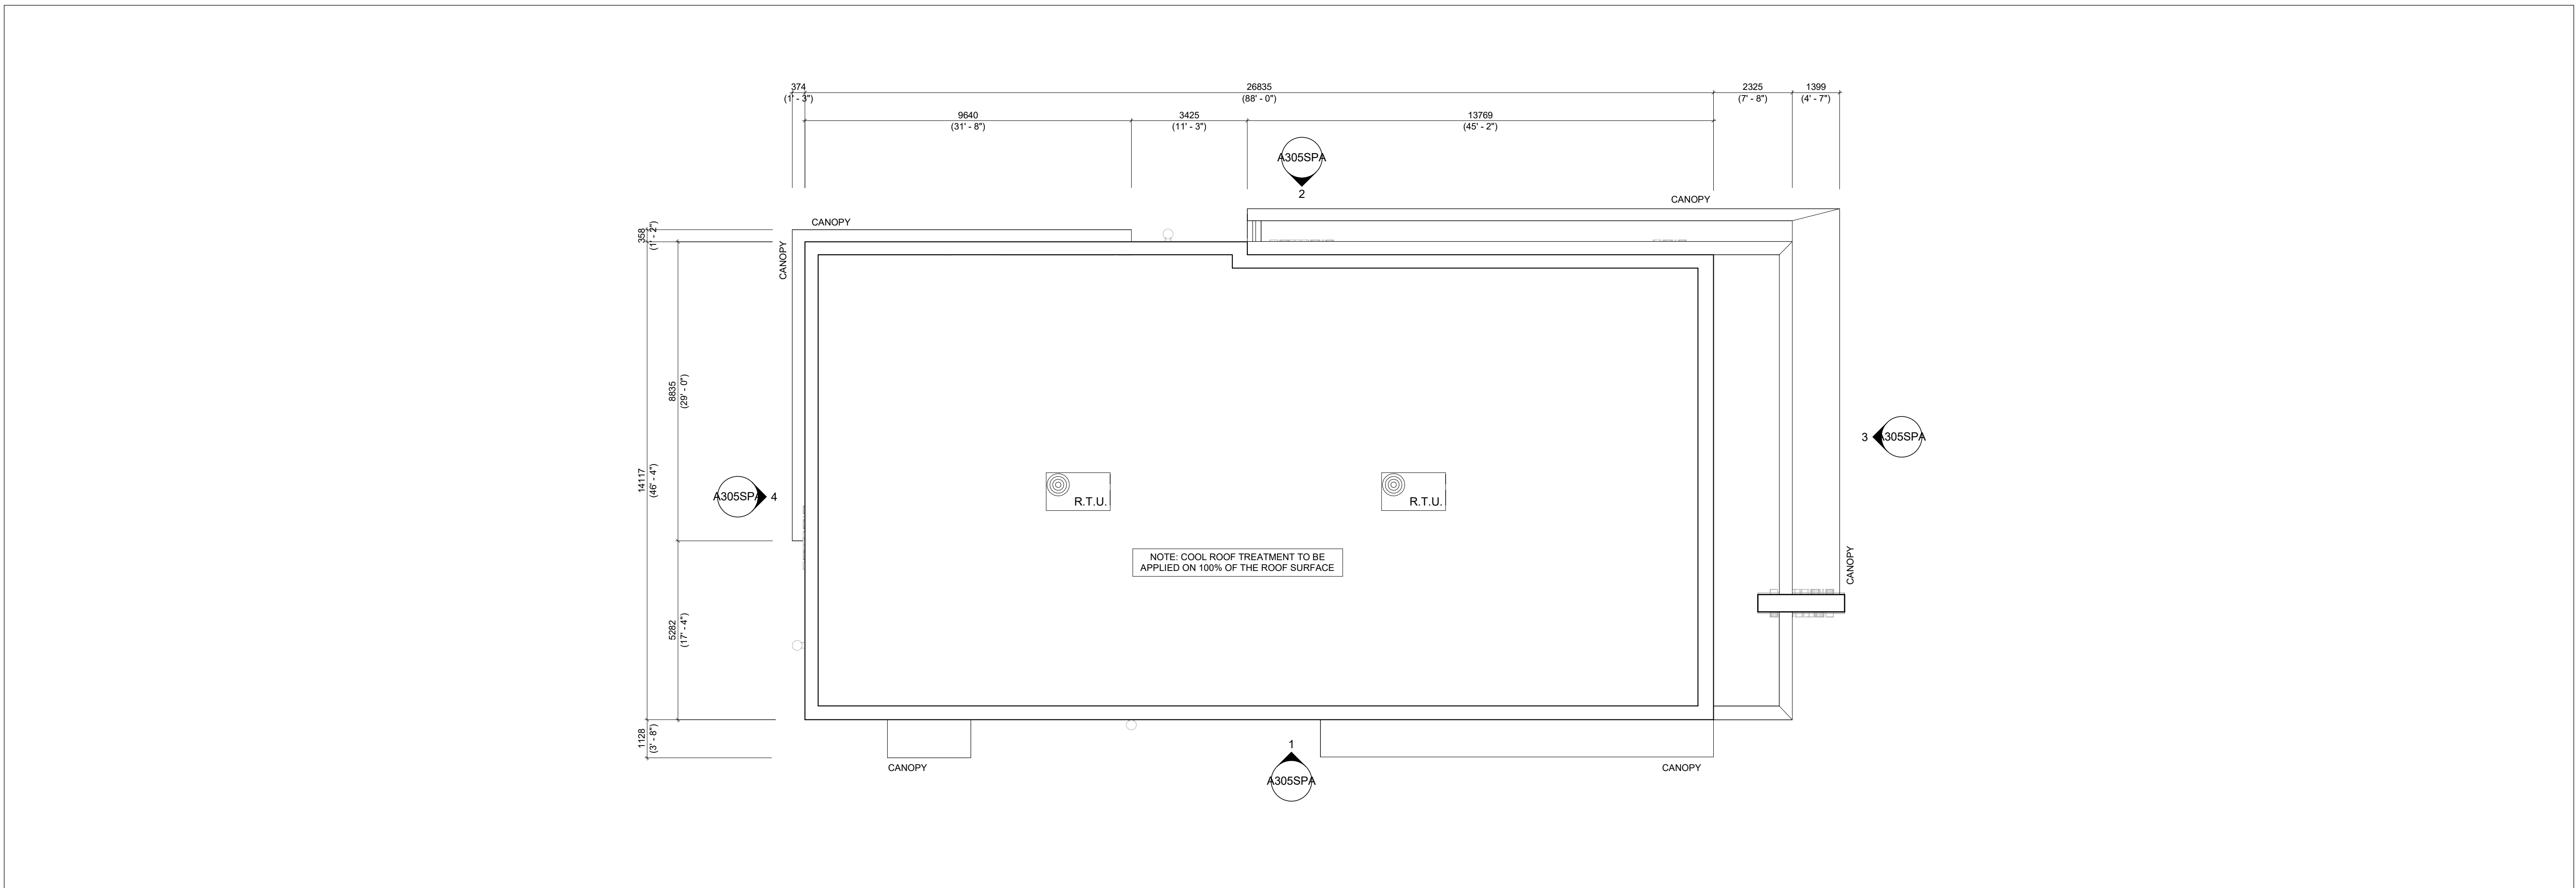 374
(1' - 3")
26835
(88' - 0")
2325
(7' - 8")
1399
(4' - 7")
9640
(31' - 8")
3425
(11' - 3")
13769
(45' - 2")
A305SPA
2
CANOPY
CANOPY
CANOPY
358
(1' - 2")
8835
(29' - 0")
14117
(46' - 4")
5282
(17' - 4")
1128
(3' - 8")
A305SPA
4
3
A305SPA
R.T.U.
R.T.U.
NOTE: COOL ROOF TREATMENT TO BE
APPLIED ON 100% OF THE ROOF SURFACE
CANOPY
CANOPY
CANOPY
1
A305SPA